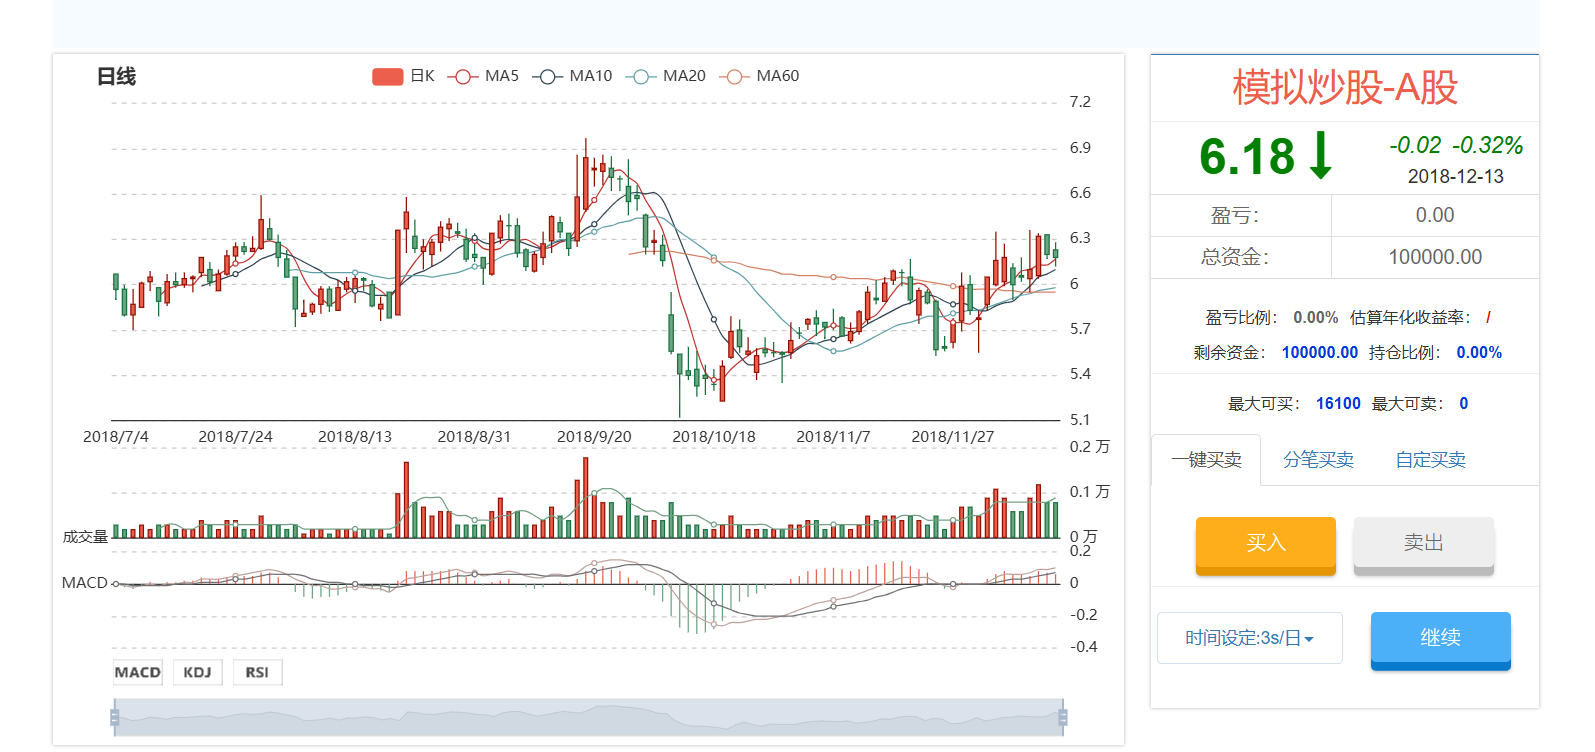 日线
日K MA5 MA10 MA20 MA60
7.2
6.9
6.6
6.3
6
5.7
5.4
5.1
2018/7/4 2018/7/24 2018/8/13 2018/8/31 2018/9/20 2018/10/18 2018/11/7 2018/11/27
0.2 万
0.1 万
成交量 0 万
0.2
MACD 0
-0.2
-0.4
MACD KDJ RSI
模拟炒股-A股
6.18 -0.02 -0.32%
2018-12-13
盈亏: 0.00
总资金: 100000.00
盈亏比例: 0.00% 估算年化收益率: /
剩余资金: 100000.00 持仓比例: 0.00%
最大可买: 16100 最大可卖: 0
一键买卖 分笔买卖 自定买卖
买入 卖出
时间设定:3s/日 继续